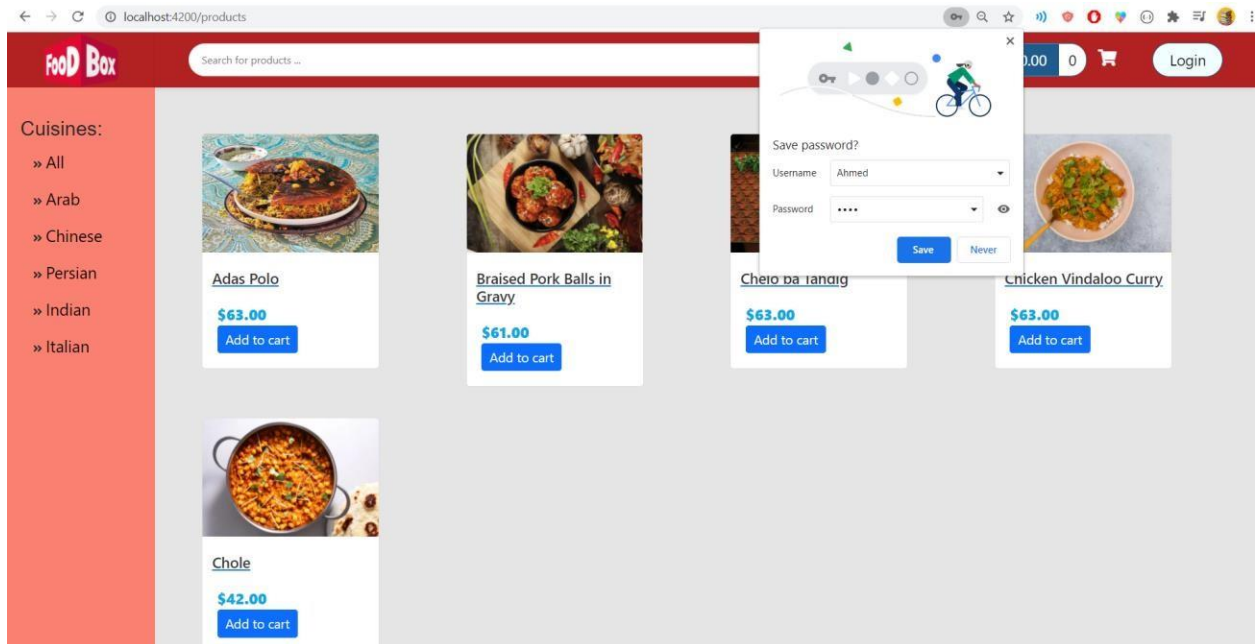 localhost:4200/products
FooD Box
Search for products ...
.00 0
Login
Cuisines:
» All
» Arab
» Chinese
» Persian
» Indian
» Italian
Save password?
Username Ahmed
Password ••••
Save Never
Adas Polo
$63.00
Add to cart
Braised Pork Balls in
Gravy
$61.00
Add to cart
Chelo ba Tahdig
$63.00
Add to cart
Chicken Vindaloo Curry
$63.00
Add to cart
Chole
$42.00
Add to cart